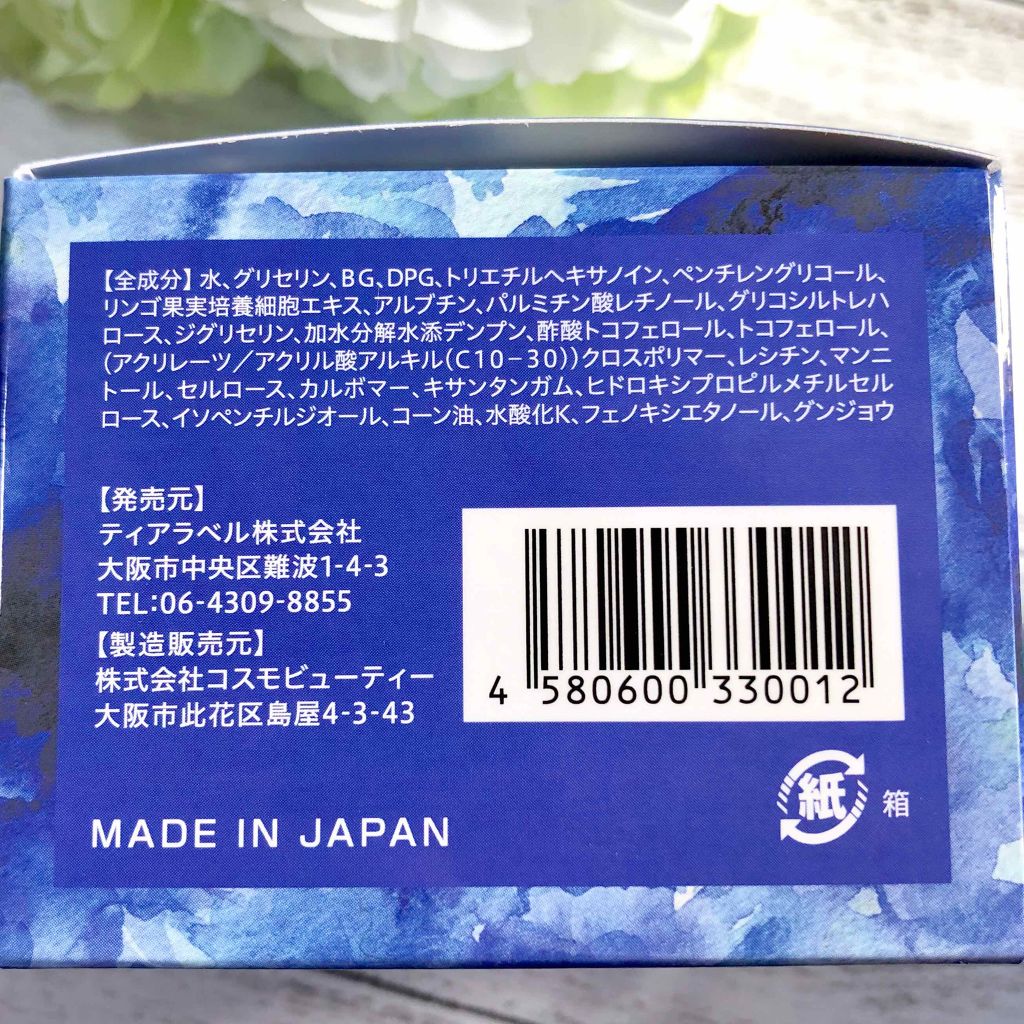 【全成分】水、グリセリン、BG、DPG、トリエチルヘキサノイン、ペンチレングリコール、
リンゴ果実培養細胞エキス、アルブチン、パルミチン酸レチノール、グリコシルトレハ
ロース、ジグリセリン、加水分解水添デンプン、酢酸トコフェロール、トコフェロール、
(アクリレーツ／アクリル酸アルキル(C10－30))クロスポリマー、レシチン、マンニ
トール、セルロース、カルボマー、キサンタンガム、ヒドロキシプロピルメチルセル
ロース、イソペンチルジオール、コーン油、水酸化K、フェノキシエタノール、グンジョウ
【発売元】
ティアラベル株式会社
大阪市中央区難波1-4-3
TEL:06-4309-8855
【製造販売元】
株式会社コスモビューティー
大阪市此花区島屋4-3-43
4 580600 330012
紙 箱
MADE IN JAPAN